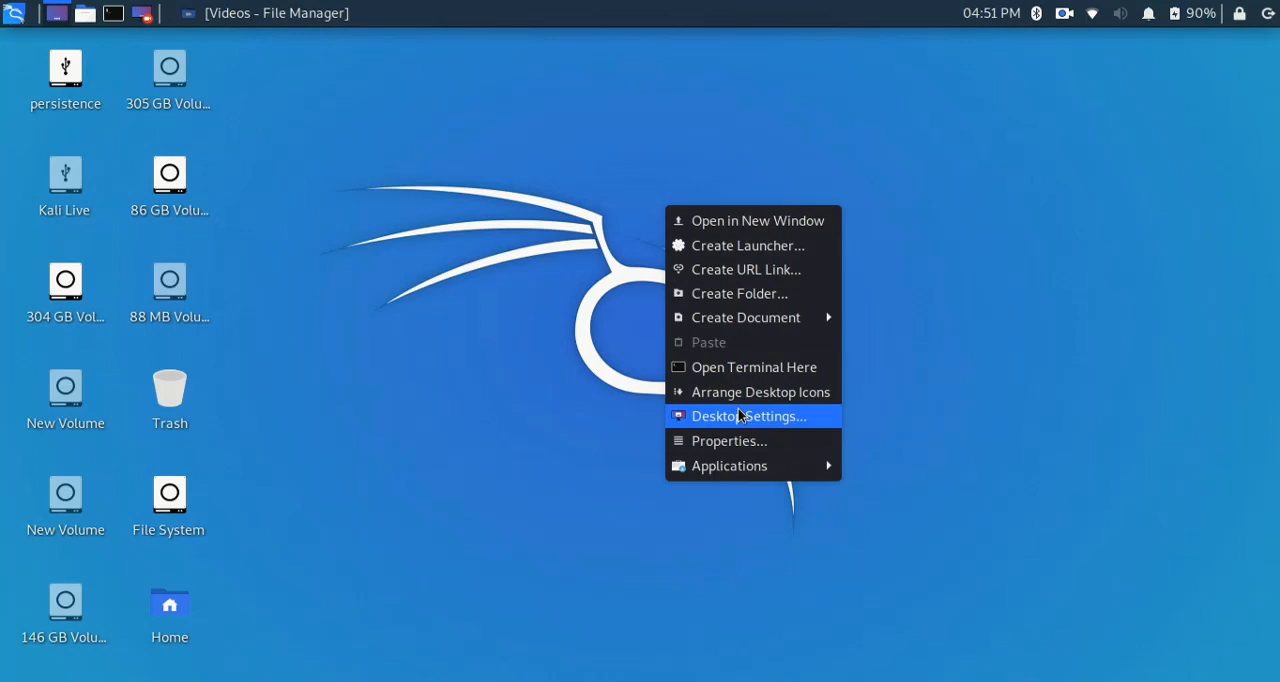 [Videos - File Manager]
04:51 PM
90%
persistence
305 GB Volu...
Kali Live
86 GB Volu...
304 GB Vol...
88 MB Volu...
New Volume
Trash
New Volume
File System
146 GB Volu...
Home
Open in New Window
Create Launcher...
Create URL Link...
Create Folder...
Create Document
Paste
Open Terminal Here
Arrange Desktop Icons
Desktop Settings...
Properties...
Applications